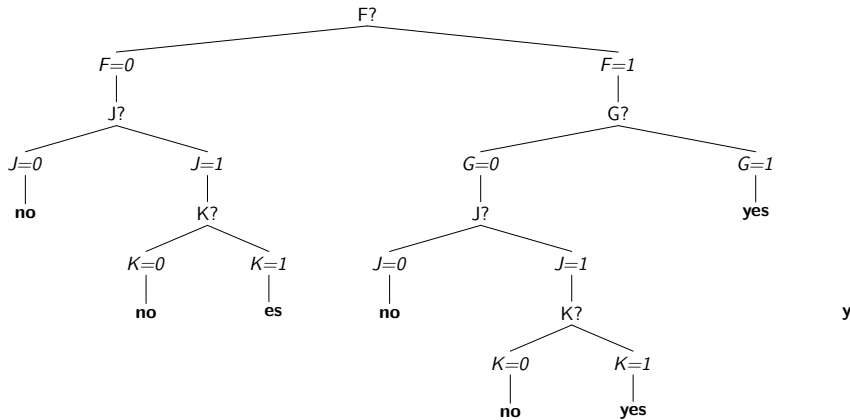 F?
F=0 F=1
J? G?
J=0 J=1 G=0 G=1
no K? J? yes
K=0 K=1 J=0 J=1
no es no K? y
K=0 K=1
no yes